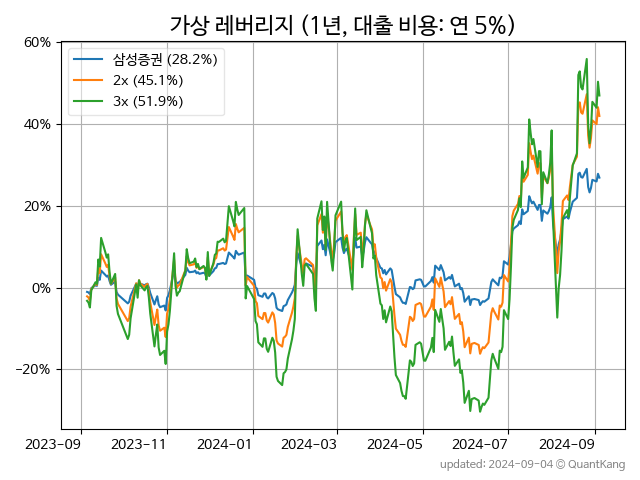 가상 레버리지 (1년, 대출 비용: 연 5%)
삼성증권 (28.2%)
2x (45.1%)
3x (51.9%)
60%
40%
20%
0%
−20%
2023-09
2023-11
2024-01
2024-03
2024-05
2024-07
2024-09
updated: 2024-09-04 © QuantKang